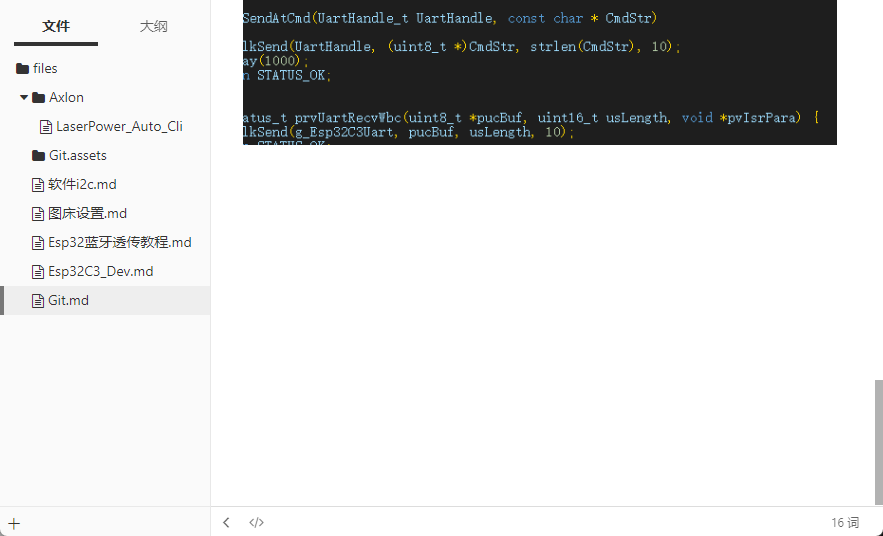 文件
大纲
files
Axlon
LaserPower_Auto_Cli
Git.assets
软件i2c.md
图床设置.md
Esp32蓝牙透传教程.md
Esp32C3_Dev.md
Git.md
SendAtCmd(UartHandle_t UartHandle, const char * CmdStr)
lkSend(UartHandle, (uint8_t *)CmdStr, strlen(CmdStr), 10);
ay(1000);
n STATUS_OK;
atus_t prvUartRecvWbc(uint8_t *pucBuf, uint16_t usLength, void *pvIsrPara) {
lkSend(g_Esp32C3Uart, pucBuf, usLength, 10);
STATUS_OK;
16 词